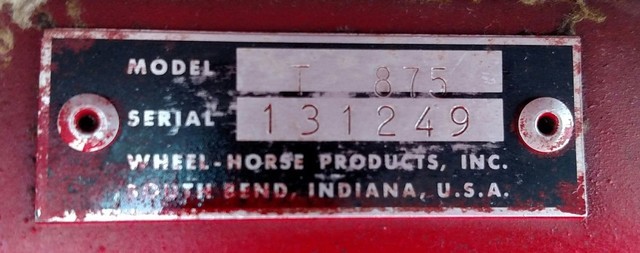 MODEL T 875
SERIAL 131249
WHEEL-HORSE PRODUCTS, INC.
SOUTH BEND, INDIANA, U.S.A.